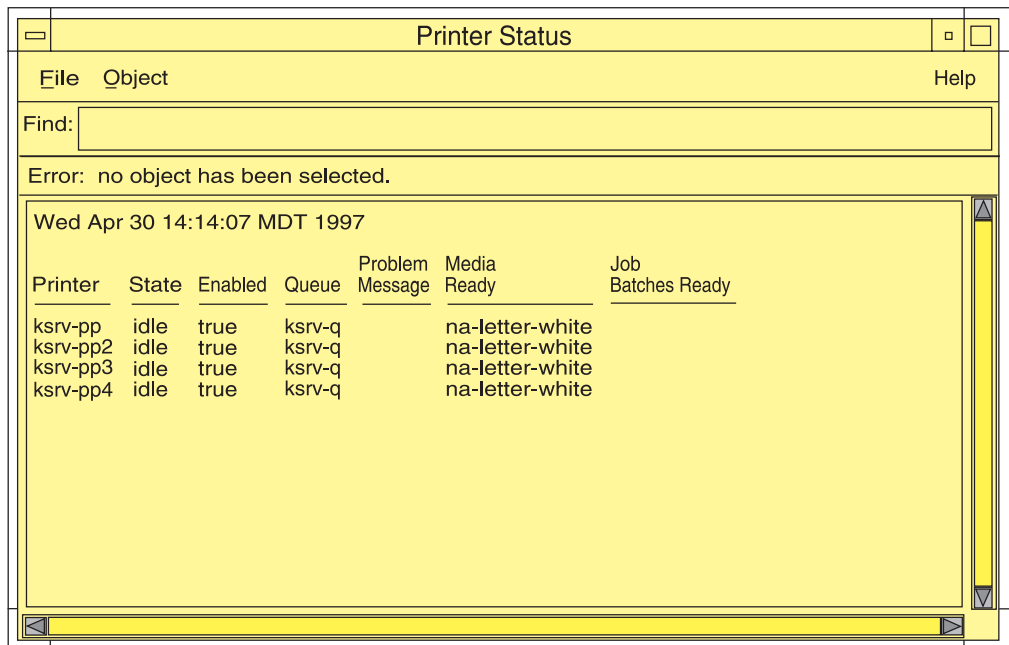 Printer Status
File Object Help
Find:
Error: no object has been selected.
Wed Apr 30 14:14:07 MDT 1997
Problem Media Job
Printer State Enabled Queue Message Ready Batches Ready
ksrv-pp idle true ksrv-q na-letter-white
ksrv-pp2 idle true ksrv-q na-letter-white
ksrv-pp3 idle true ksrv-q na-letter-white
ksrv-pp4 idle true ksrv-q na-letter-white